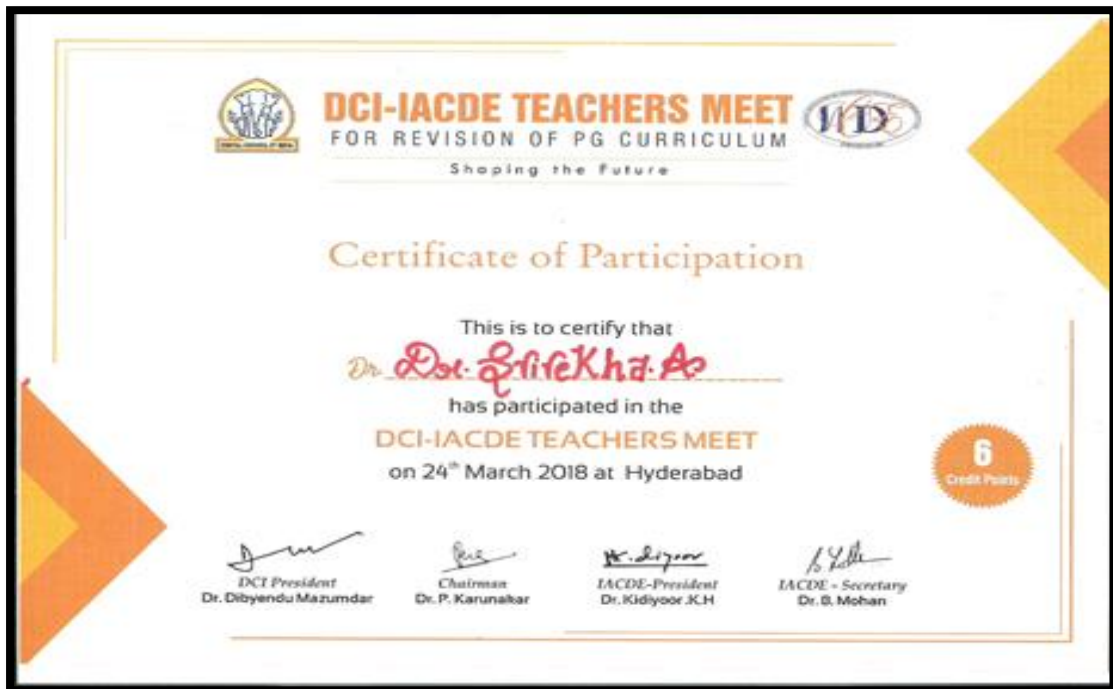 DCI-IACDE TEACHERS MEET
FOR REVISION OF PG CURRICULUM
Shaping the Future
Certificate of Participation
This is to certify that
Dr. Dr. Srirekha. A
has participated in the
DCI-IACDE TEACHERS MEET
on 24th March 2018 at Hyderabad
6
Credit Points
DCI President
Dr. Dibyendu Mazumdar
Chairman
Dr. P. Karunakar
IACDE-President
Dr. Kidiyoor .K.H
IACDE - Secretary
Dr. B. Mohan